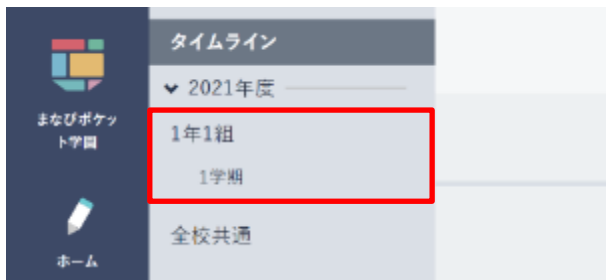 まなびポケッ
ト学園
ホーム
タイムライン
2021年度
1年1組
1学期
全校共通